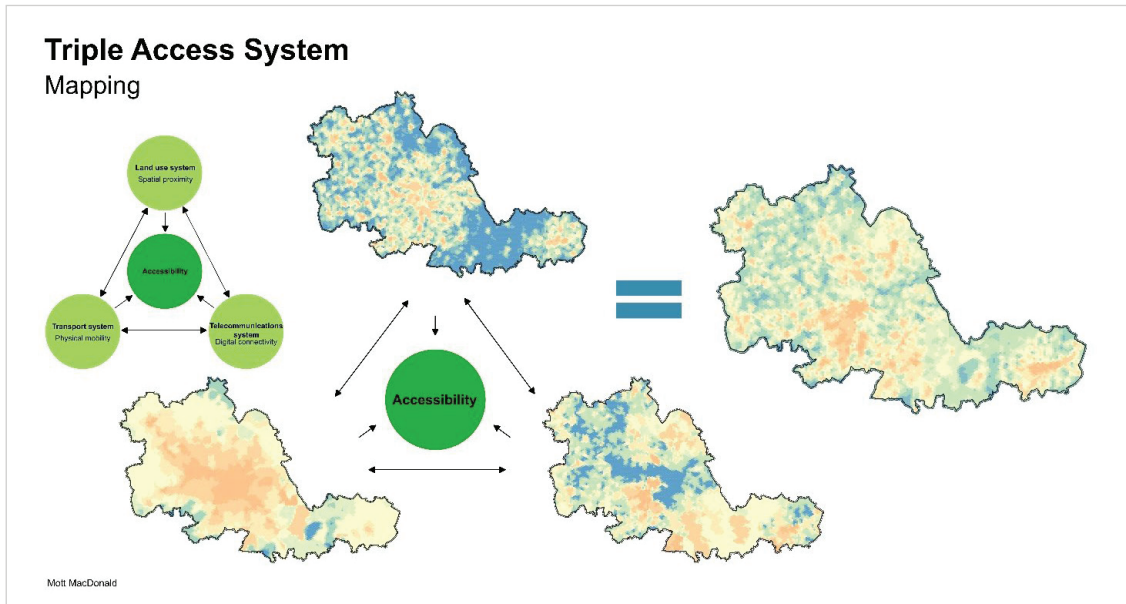 Triple Access System
Mapping
Land use system
Spatial proximity
Accessibility
Transport system
Physical mobility
Telecommunications
system
Digital connectivity
Accessibility
Mott MacDonald